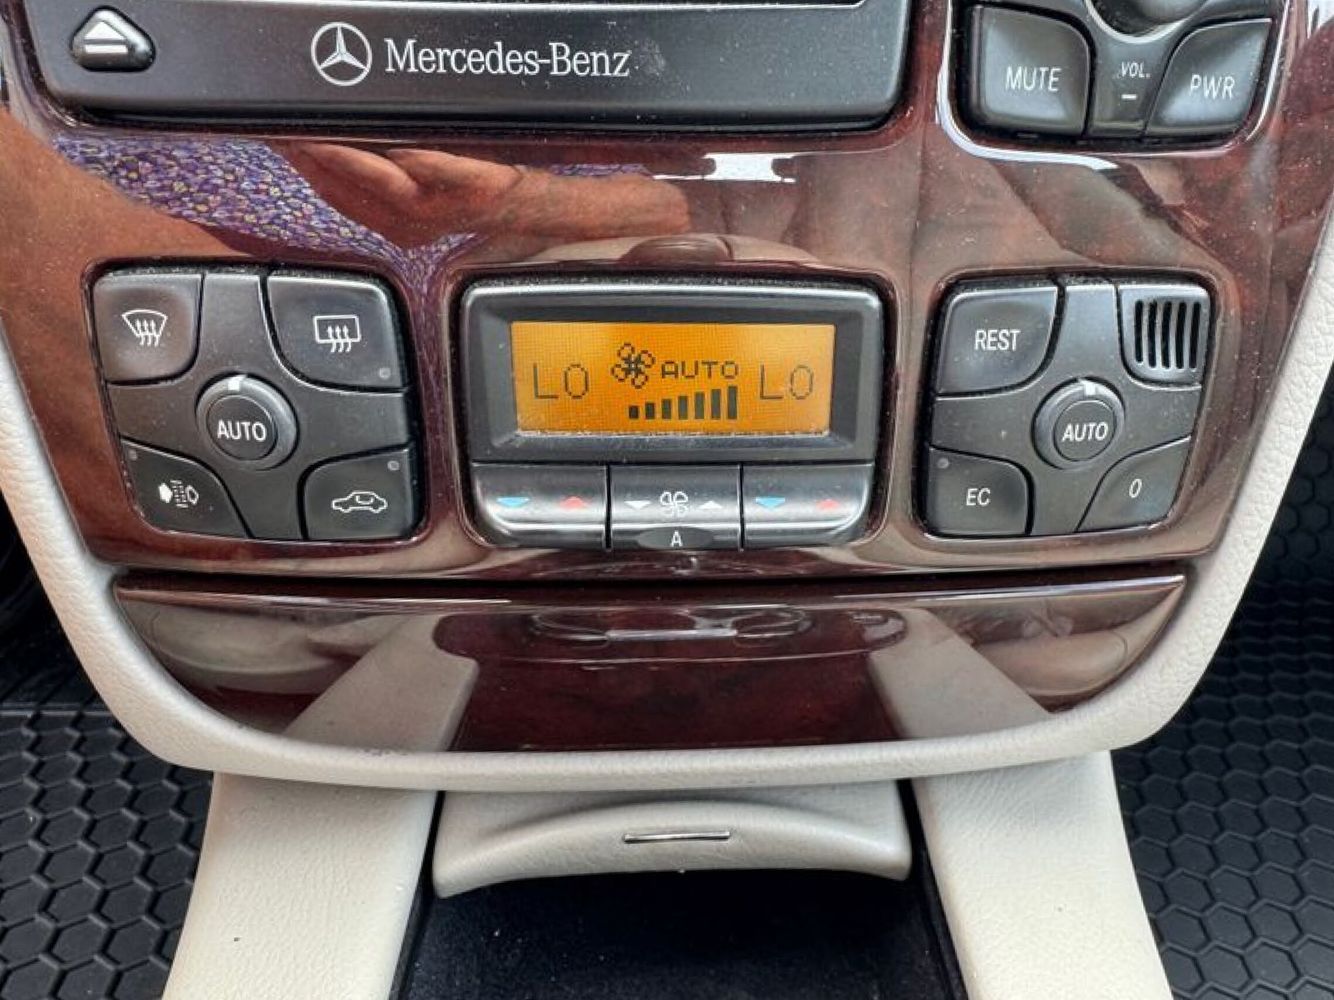 Mercedes-Benz
MUTE
VOL.
PWR
AUTO
LO
AUTO
LO
REST
AUTO
EC
0
A